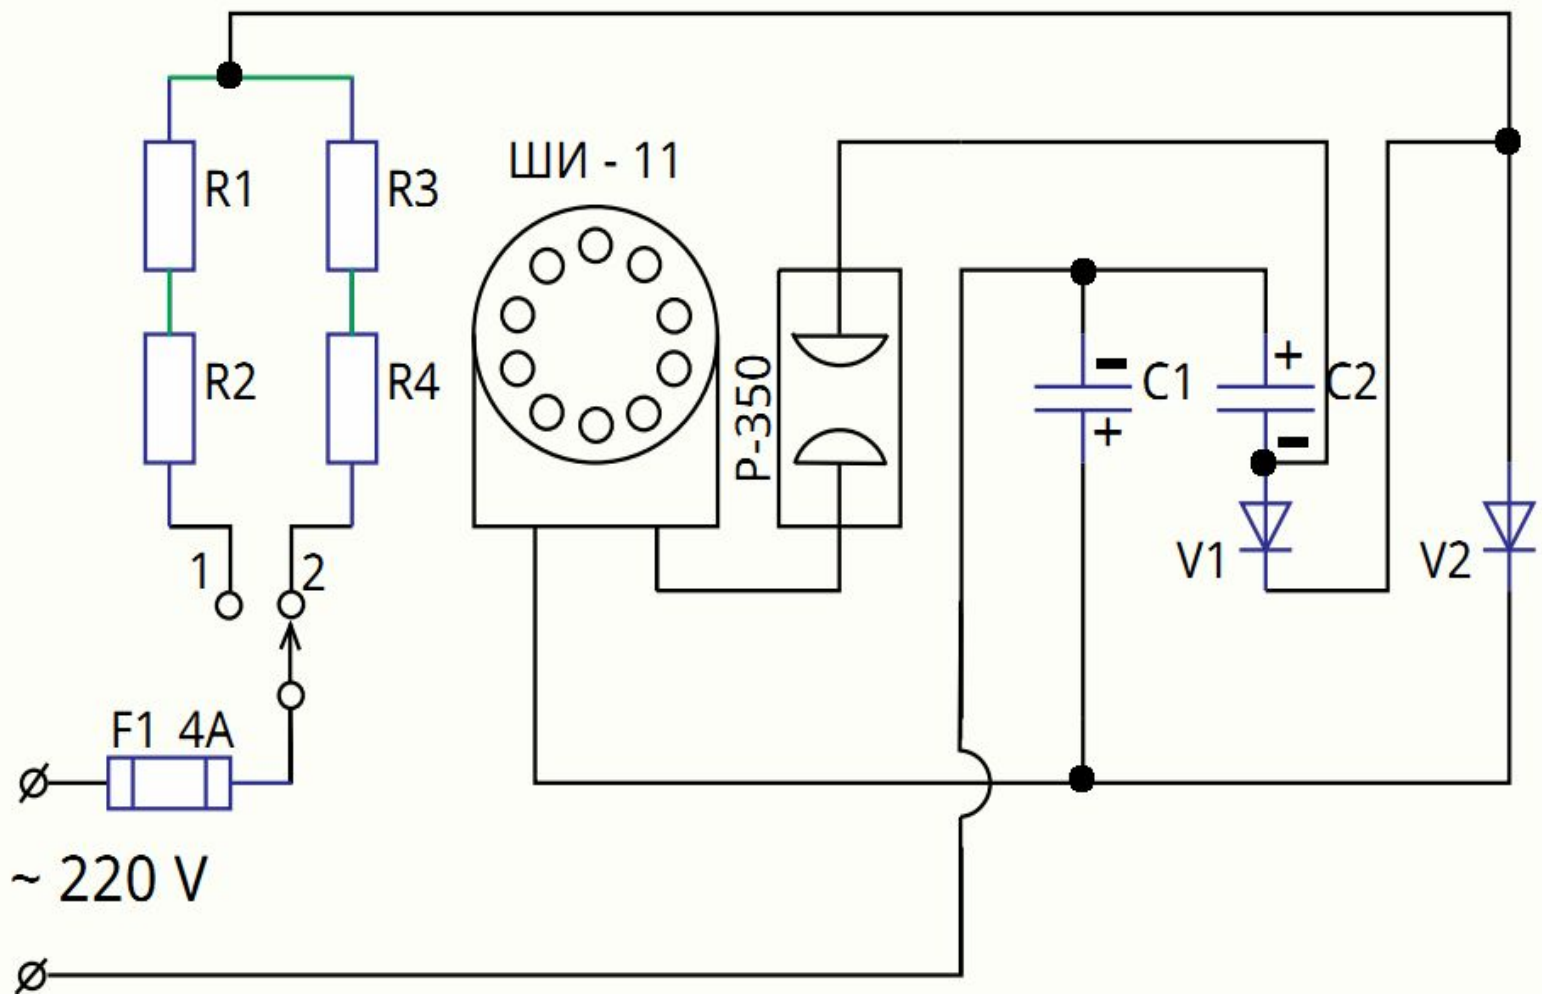 ШИ - 11
R1
R3
R2
R4
P-350
-
+
C1
+
-
C2
1
2
V1
V2
F1 4A
~ 220 V